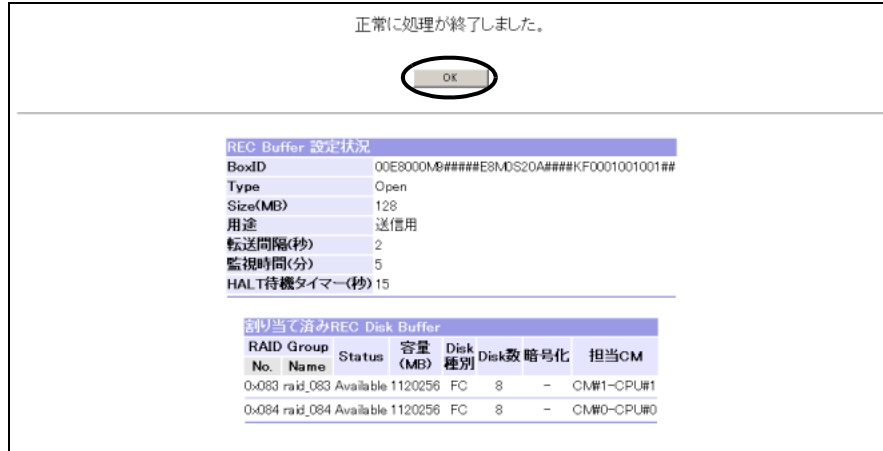 正常に処理が終了しました。
OK
REC Buffer 設定状況
BoxID 00E8000M9#####E8M0S20A####KF0001001001##
Type Open
Size(MB) 128
用途 送信用
転送間隔(秒) 2
監視時間(分) 5
HALT待機タイマー(秒) 15
割り当て済みREC Disk Buffer
RAID Group Status 容量(MB) Disk種別 Disk数 暗号化 担当CM
No. Name
0x083 raid_083 Available 1120256 FC 8 - CM#1-CPU#1
0x084 raid_084 Available 1120256 FC 8 - CM#0-CPU#0